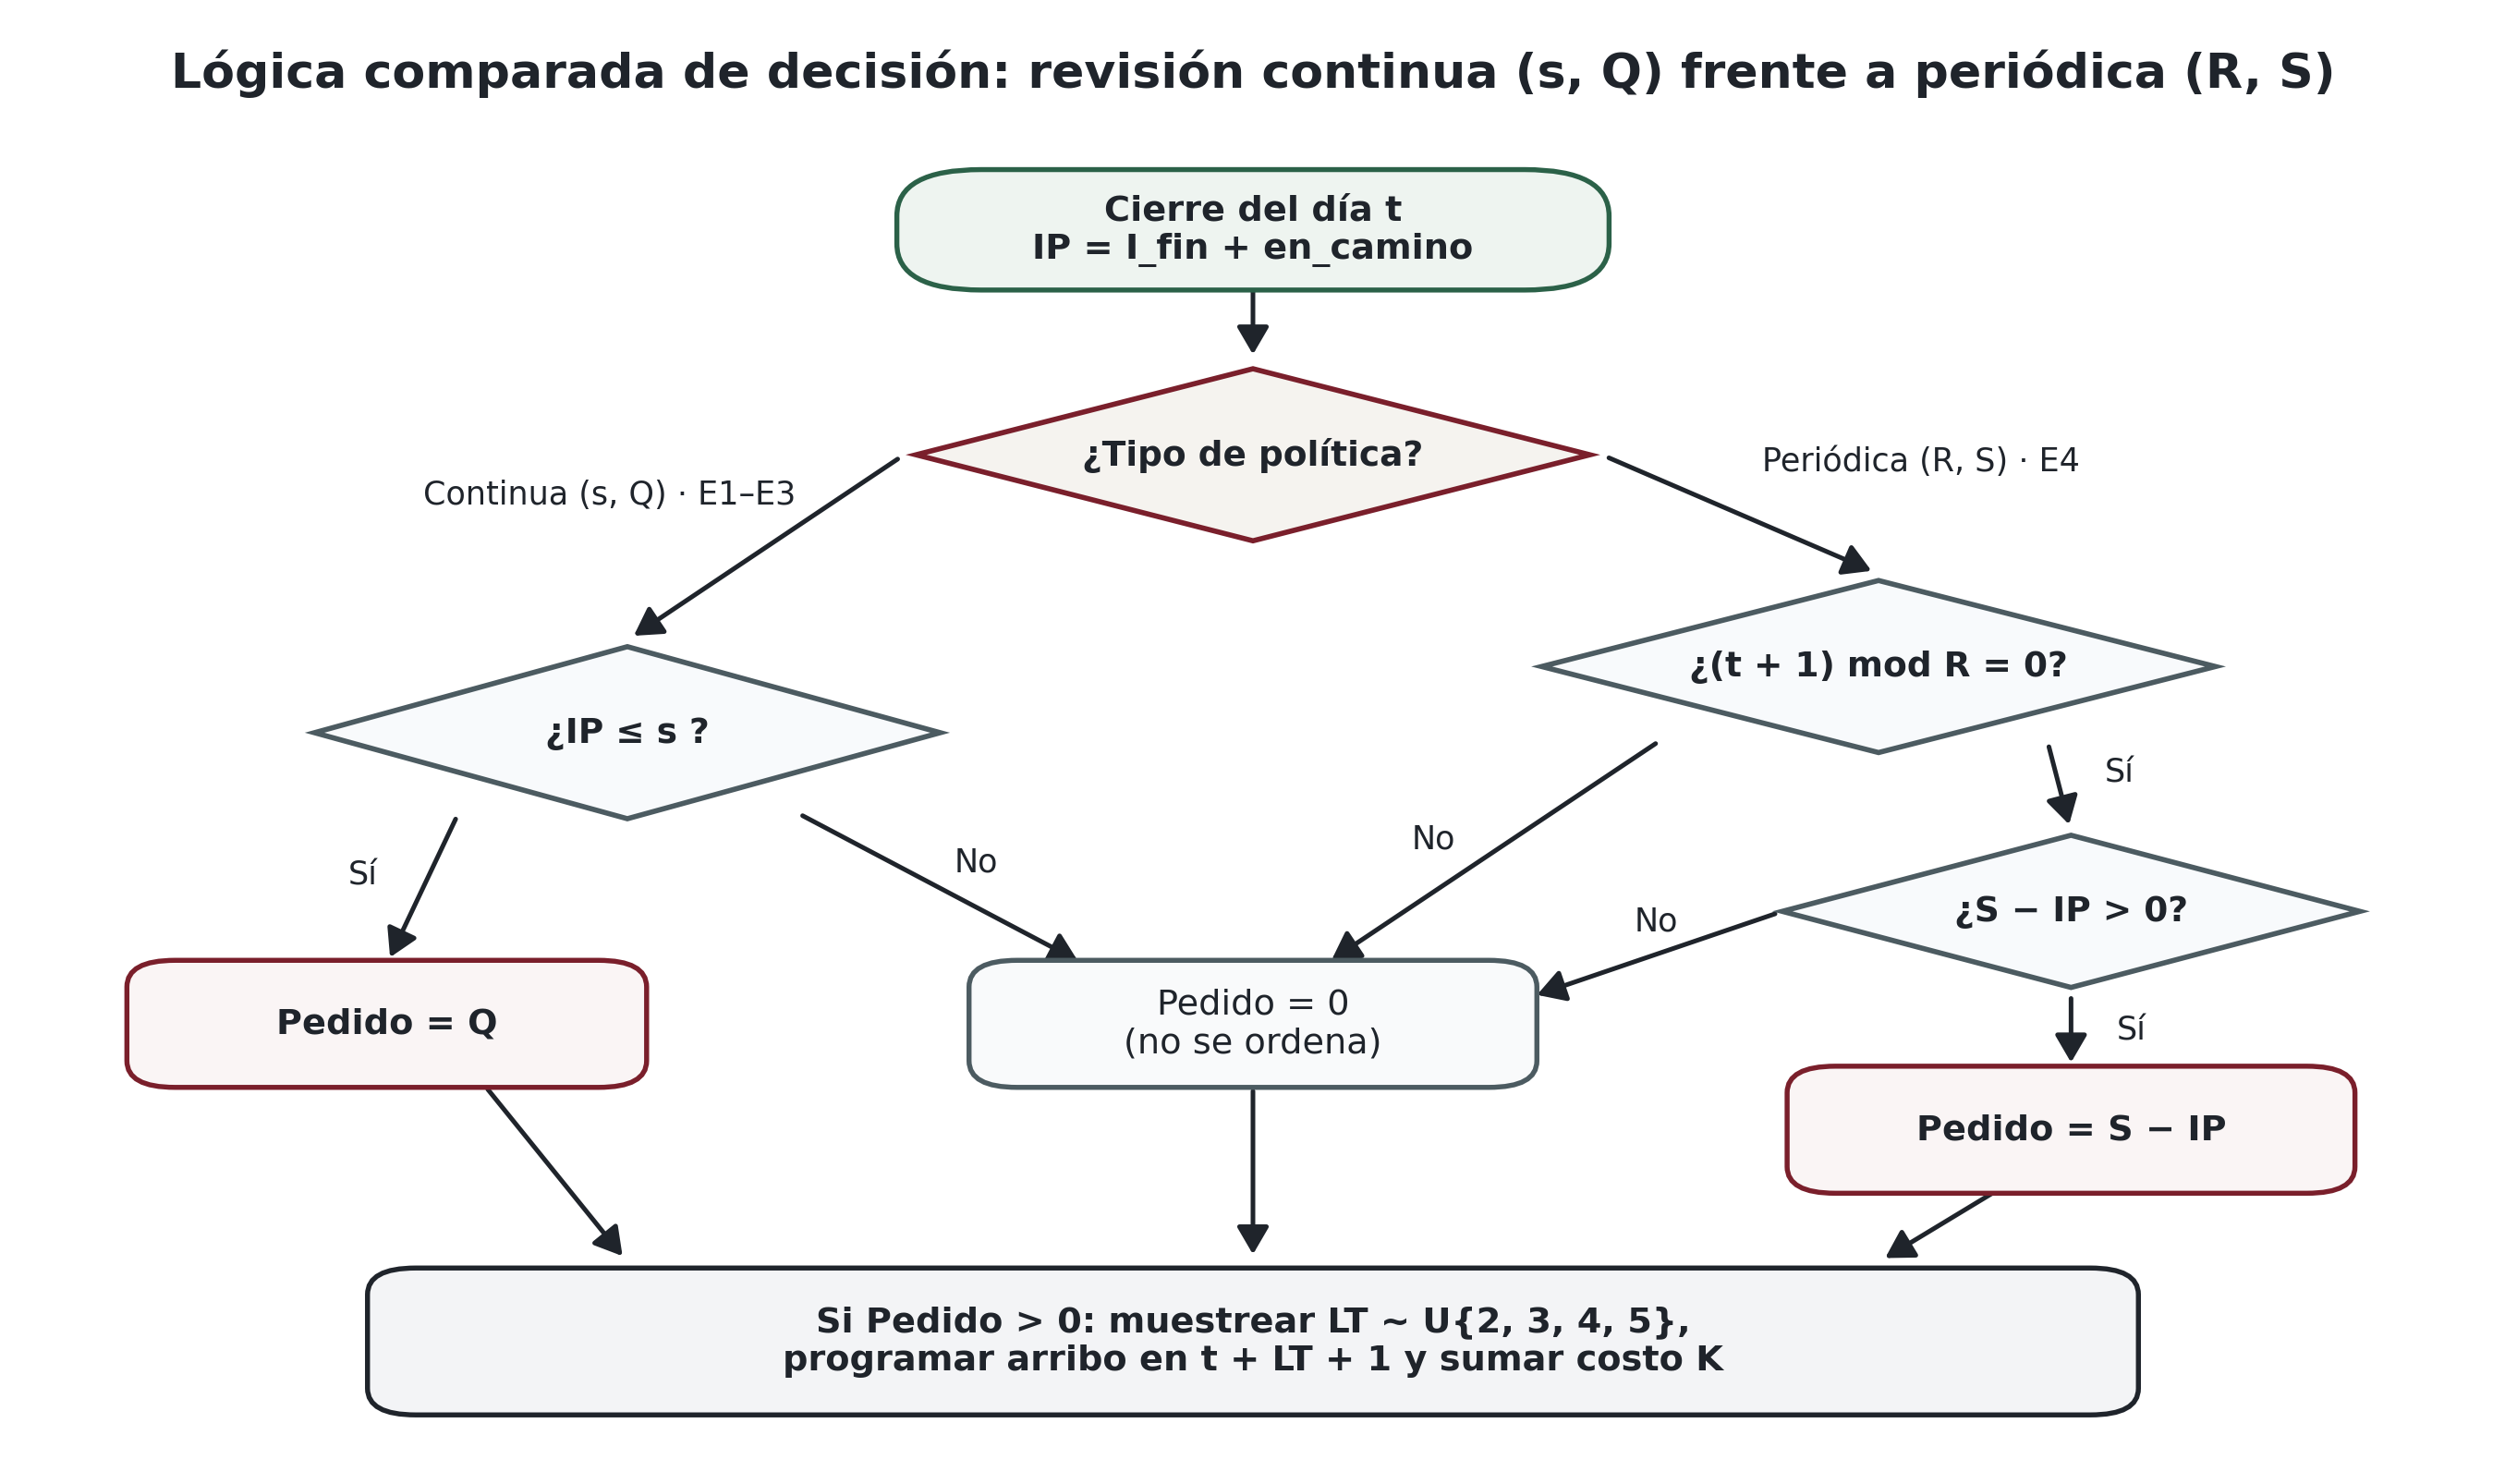 Lógica comparada de decisión: revisión continua (s, Q) frente a periódica (R, S)
Cierre del día t
IP = I_fin + en_camino
¿Tipo de política?
Continua (s, Q) · E1–E3
Periódica (R, S) · E4
¿(t + 1) mod R = 0?
¿IP ≤ s ?
Sí
No
No
Sí
¿S − IP > 0?
No
Sí
Pedido = Q
Pedido = 0
(no se ordena)
Pedido = S − IP
Si Pedido > 0: muestrear LT ~ U{2, 3, 4, 5},
programar arribo en t + LT + 1 y sumar costo K